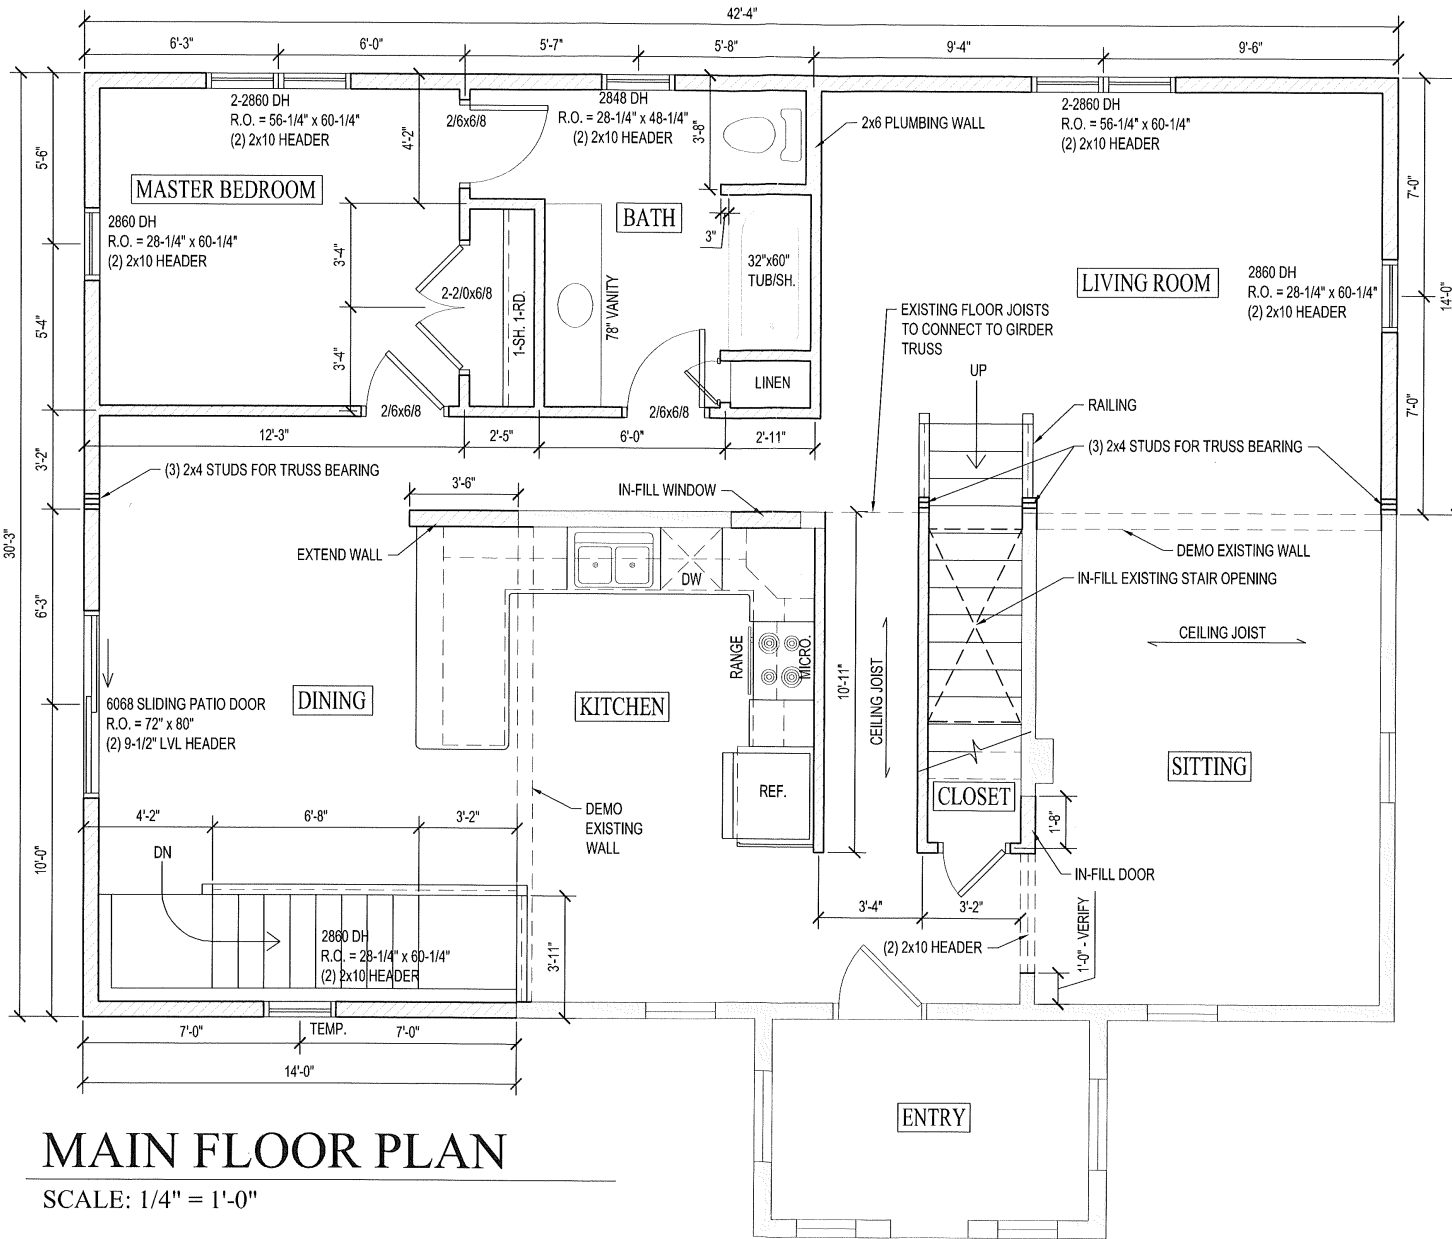 42'-4"
6'-3"
6'-0"
5'-7"
5'-8"
9'-4"
9'-6"
2-2860 DH
R.O. = 56-1/4" x 60-1/4"
(2) 2x10 HEADER
2/6x6/8
2848 DH
R.O. = 28-1/4" x 48-1/4"
(2) 2x10 HEADER
2-2860 DH
R.O. = 56-1/4" x 60-1/4"
(2) 2x10 HEADER
2x6 PLUMBING WALL
5'-6"
4'-2"
3'-8"
7'-0"
MASTER BEDROOM
BATH
2860 DH
R.O. = 28-1/4" x 60-1/4"
(2) 2x10 HEADER
3'-4"
3"
32"x60"
TUB/SH.
LIVING ROOM
2860 DH
R.O. = 28-1/4" x 60-1/4"
(2) 2x10 HEADER
14'-0"
2-2/0x6/8
1-SH. 1-RD.
78" VANITY
EXISTING FLOOR JOISTS
TO CONNECT TO GIRDER
TRUSS
5'-4"
3'-4"
LINEN
UP
7'-0"
2/6x6/8
2/6x6/8
RAILING
12'-3"
2'-5"
6'-0"
2'-11"
(3) 2x4 STUDS FOR TRUSS BEARING
3'-2"
(3) 2x4 STUDS FOR TRUSS BEARING
3'-6"
IN-FILL WINDOW
30'-3"
EXTEND WALL
DW
DEMO EXISTING WALL
IN-FILL EXISTING STAIR OPENING
6'-3"
CEILING JOIST
RANGE
MICRO.
10'-11"
CEILING JOIST
6068 SLIDING PATIO DOOR
R.O. = 72" x 80"
(2) 9-1/2" LVL HEADER
DINING
KITCHEN
SITTING
REF.
CLOSET
4'-2"
6'-8"
3'-2"
DEMO
EXISTING
WALL
1'-8"
10'-0"
DN
IN-FILL DOOR
3'-4"
3'-2"
2860 DH
R.O. = 28-1/4" x 60-1/4"
(2) 2x10 HEADER
3'-11"
(2) 2x10 HEADER
1'-0" - VERIFY
7'-0"
TEMP.
7'-0"
14'-0"
ENTRY
MAIN FLOOR PLAN
SCALE: 1/4" = 1'-0"